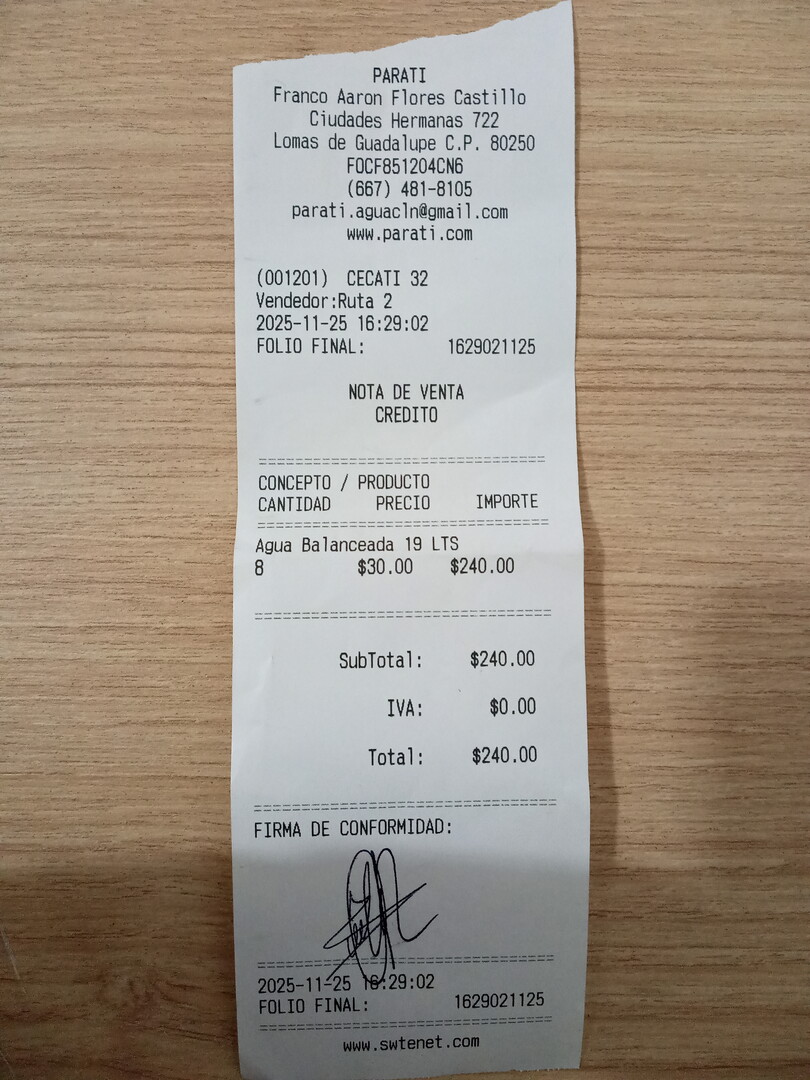 PARATI
Franco Aaron Flores Castillo
Ciudades Hermanas 722
Lomas de Guadalupe C.P. 80250
FOCF851204CN6
(667) 481-8105
parati.aguacln@gmail.com
www.parati.com
(001201) CECATI 32
Vendedor:Ruta 2
2025-11-25 16:29:02
FOLIO FINAL: 1629021125
NOTA DE VENTA
CREDITO
CONCEPTO / PRODUCTO
CANTIDAD PRECIO IMPORTE
Agua Balanceada 19 LTS
8 $30.00 $240.00
SubTotal: $240.00
IVA: $0.00
Total: $240.00
FIRMA DE CONFORMIDAD:
2025-11-25 16:29:02
FOLIO FINAL: 1629021125
www.swtenet.com